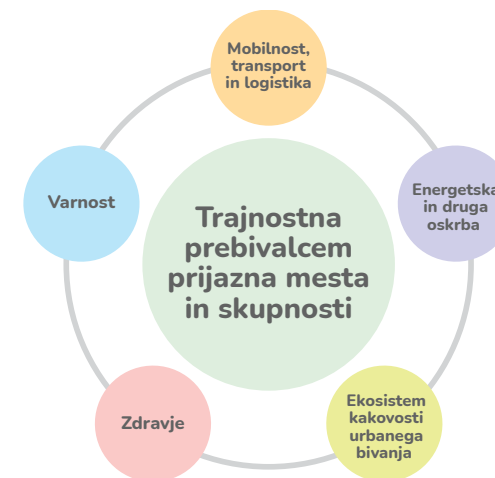 Mobilnost,
transport
in logistika
Energetska
in druga
oskrba
Varnost
Trajnostna
prebivalcem
prijazna mesta
in skupnosti
Ekosistem
kakovosti
urbanega
bivanja
Zdravje